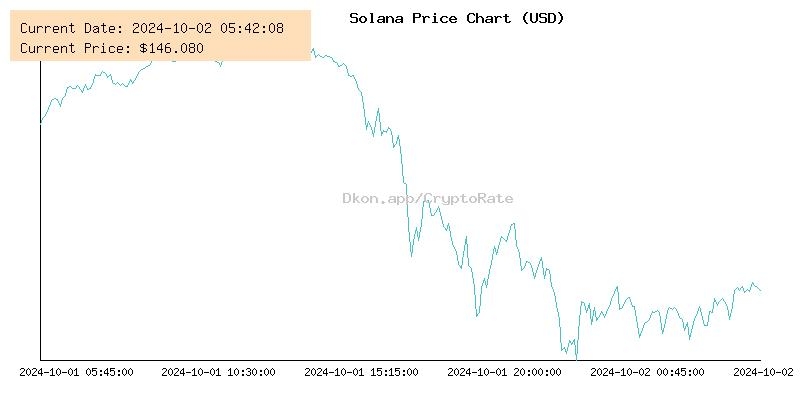 Solana Price Chart (USD)
Current Date: 2024-10-02 05:42:08
Current Price: $146.080
Dkon.app/CryptoRate
2024-10-01 05:45:00 2024-10-01 10:30:00 2024-10-01 15:15:00 2024-10-01 20:00:00 2024-10-02 00:45:00 2024-10-02